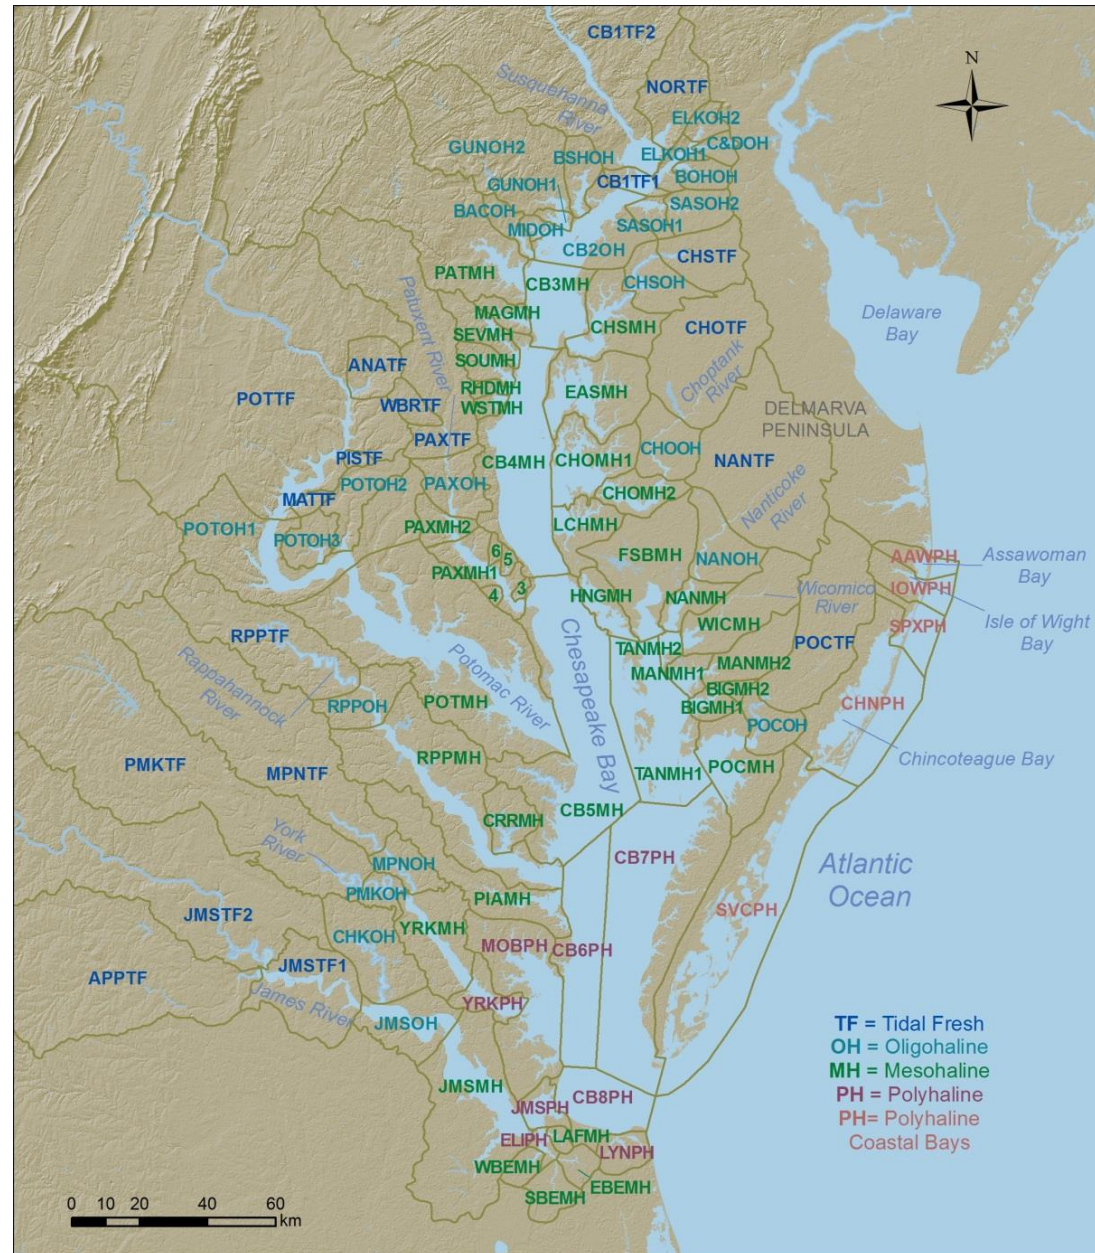 CB1TF2
N
NORTF
Susquehanna
River
ELKOH2
C&DOH
GUNOH2
BSHOH
ELKOH1
BOHOH
CB1TF1
GUNOH1
SASOH2
BACOH
MIDOH
SASOH1
CB2OH
CHSTF
PATMH
CB3MH
CHSOH
Patuxent River
MAGMH
CHSMH
CHOTF
Delaware
Bay
SEVMH
SOUMH
ANATF
RHDMH
EASMH
Choptank
River
POTTF
WBRTF
WSTMH
DELMARVA
PENINSULA
PAXTF
PISTF
CB4MH
CHOMH1
CHOOH
NANTF
POTOH2
PAXOH
MATTF
CHOMH2
Nanticoke
River
POTOH1
POTOH3
PAXMH2
LCHMH
6
5
FSBMH
NANOH
AAWPH
Assawoman
Bay
PAXMH1
3
4
HNGMH
NANMH
Wicomico
River
IOWPH
Isle of Wight
Bay
RPPTF
WICMH
SPXPH
TANMH2
POCTF
Rappahannock
River
Potomac River
Chesapeake Bay
MANMH1
MANMH2
BIGMH2
RPPOH
POTMH
BIGMH1
CHNPH
POCOH
Chincoteague Bay
PMKTF
MPNTF
RPPMH
TANMH1
POCMH
CRRMH
CB5MH
York
River
MPNOH
CB7PH
Atlantic
Ocean
PMKOH
PIAMH
JMSTF2
CHKOH
YRKMH
SVCPH
MOBPH
CB6PH
APPTF
JMSTF1
James River
YRKPH
JMSOH
TF = Tidal Fresh
OH = Oligohaline
MH = Mesohaline
PH = Polyhaline
PH= Polyhaline
Coastal Bays
JMSMH
CB8PH
JMSPH
ELIPH
LAFMH
LYNPH
WBEMH
EBEMH
SBEMH
0 10 20 40 60
km